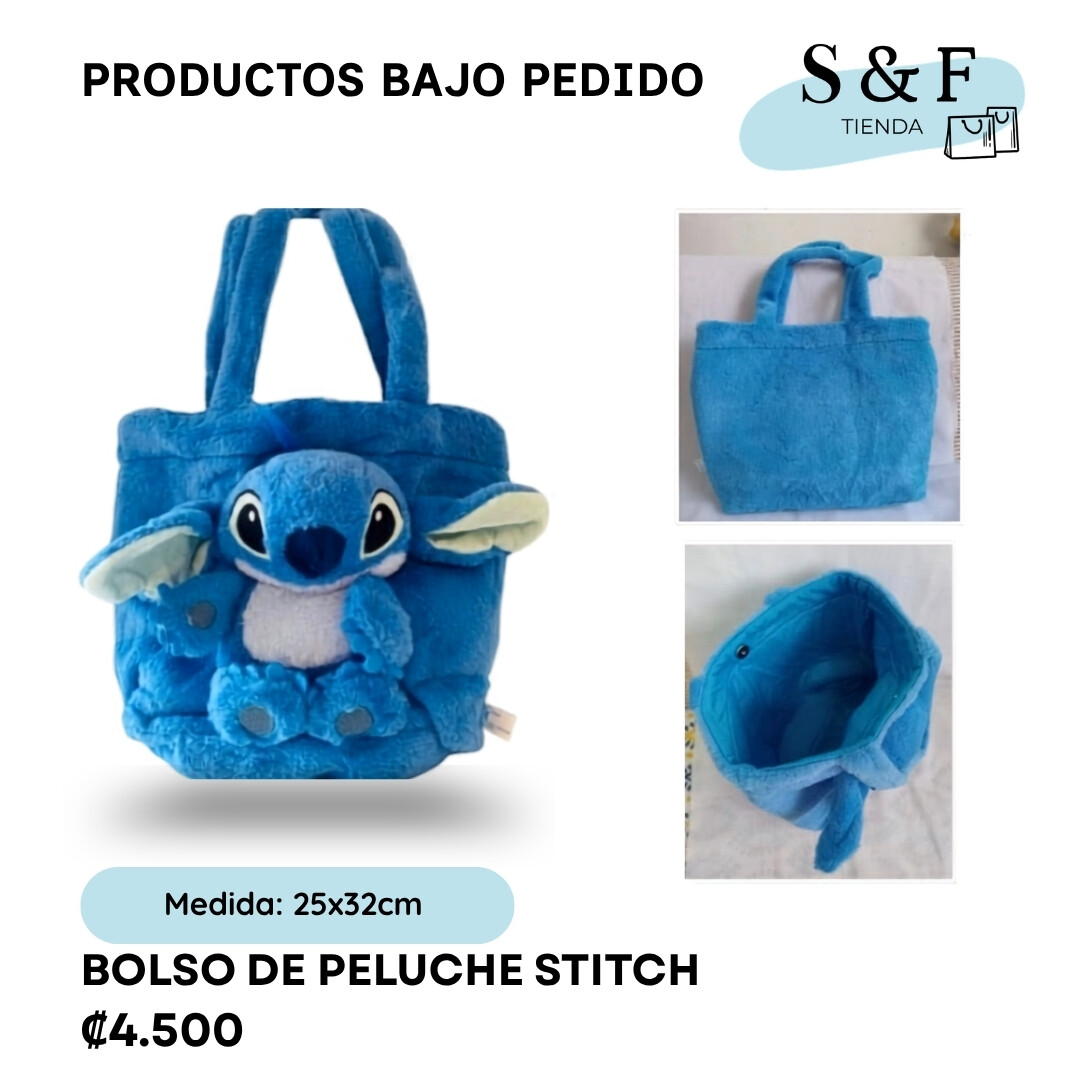 PRODUCTOS BAJO PEDIDO
S & F
TIENDA
Medida: 25x32cm
BOLSO DE PELUCHE STITCH
₡4.500